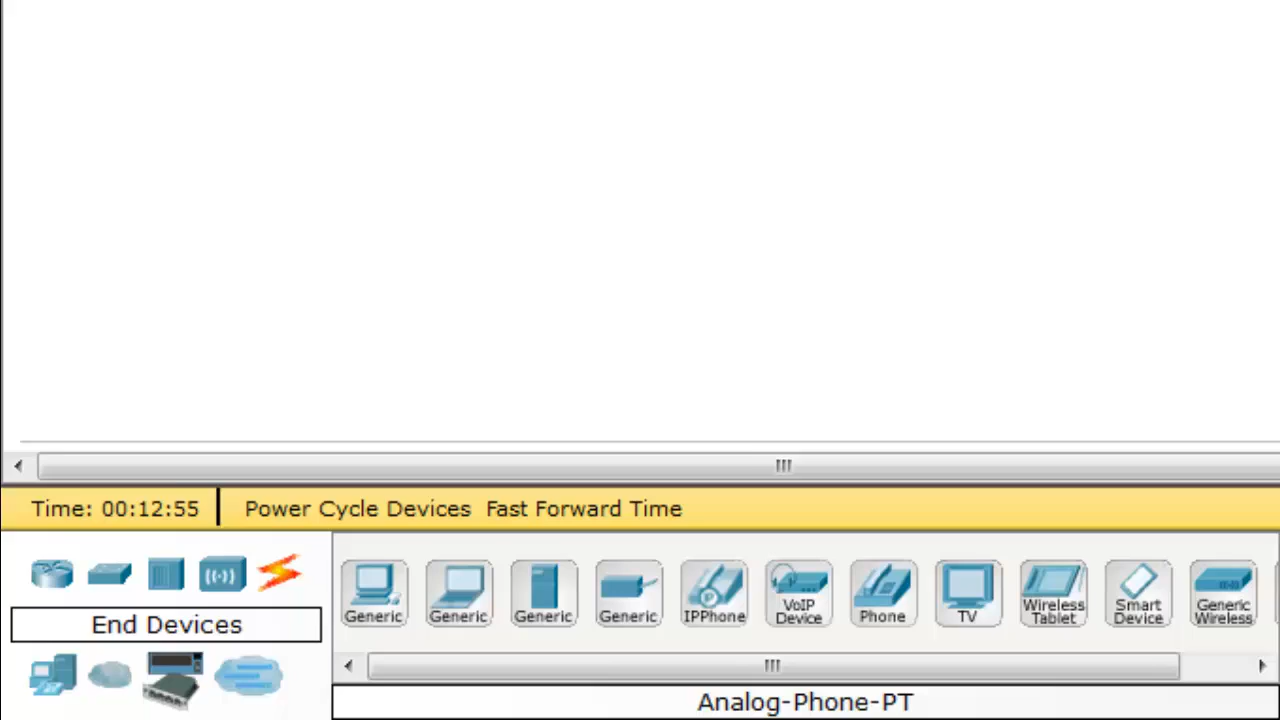 Time: 00:12:55
Power Cycle Devices Fast Forward Time
End Devices
Generic
Generic
Generic
Generic
IPPhone
VoIP
Device
Phone
TV
Wireless
Tablet
Smart
Device
Generic
Wireless
Analog-Phone-PT